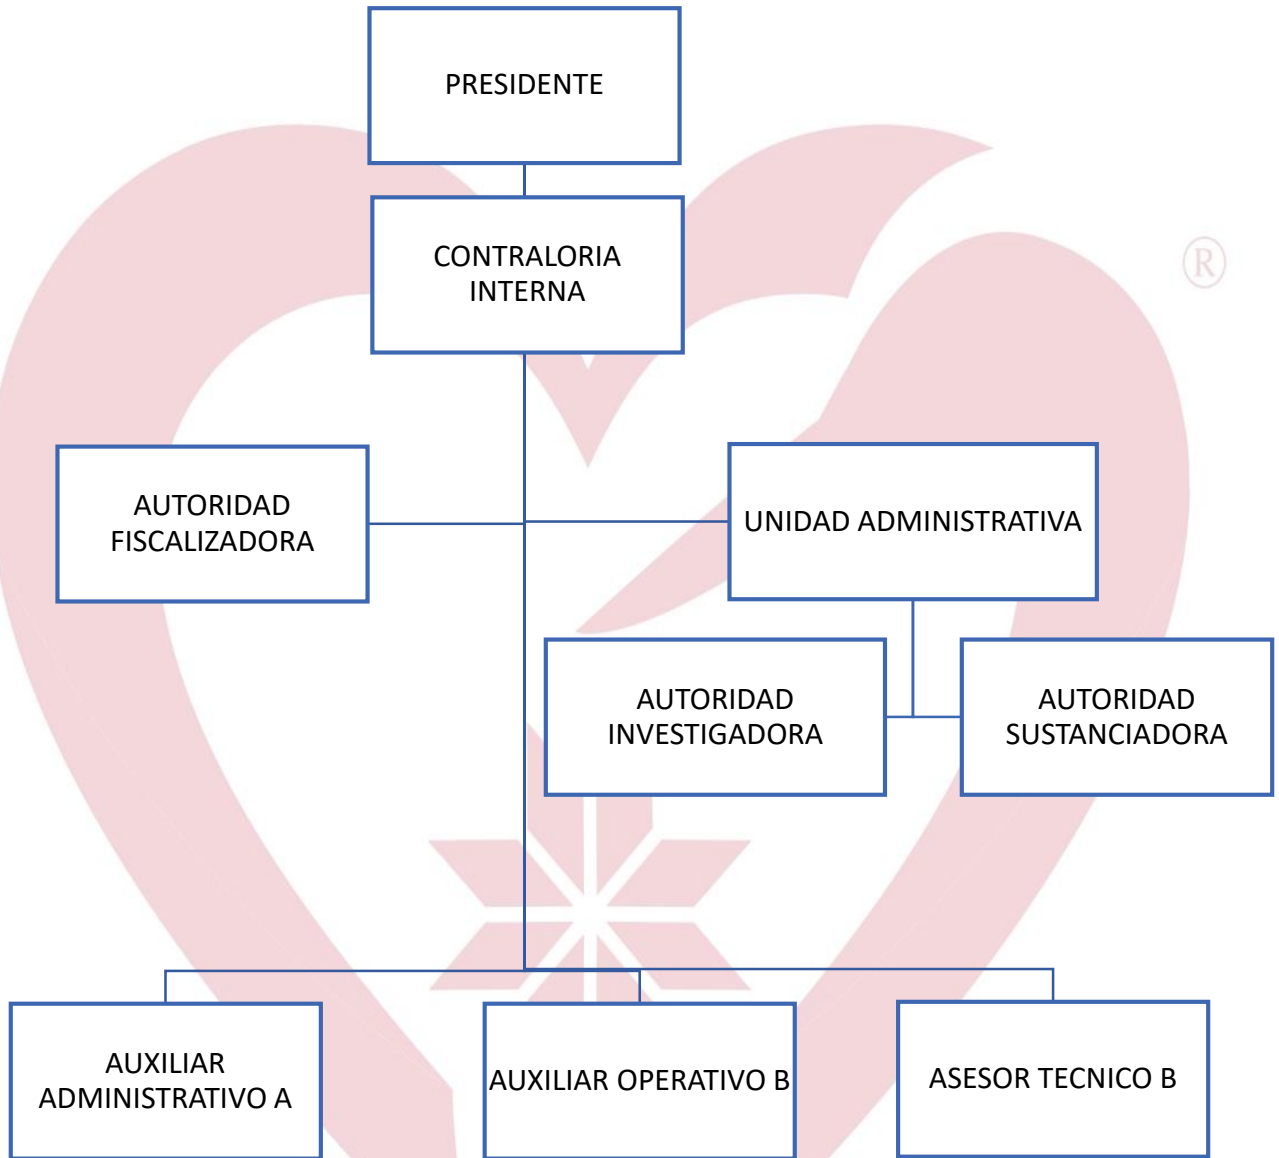 PRESIDENTE
CONTRALORIA
INTERNA
®
AUTORIDAD
FISCALIZADORA
UNIDAD ADMINISTRATIVA
AUTORIDAD
INVESTIGADORA
AUTORIDAD
SUSTANCIADORA
AUXILIAR
ADMINISTRATIVO A
AUXILIAR OPERATIVO B
ASESOR TECNICO B